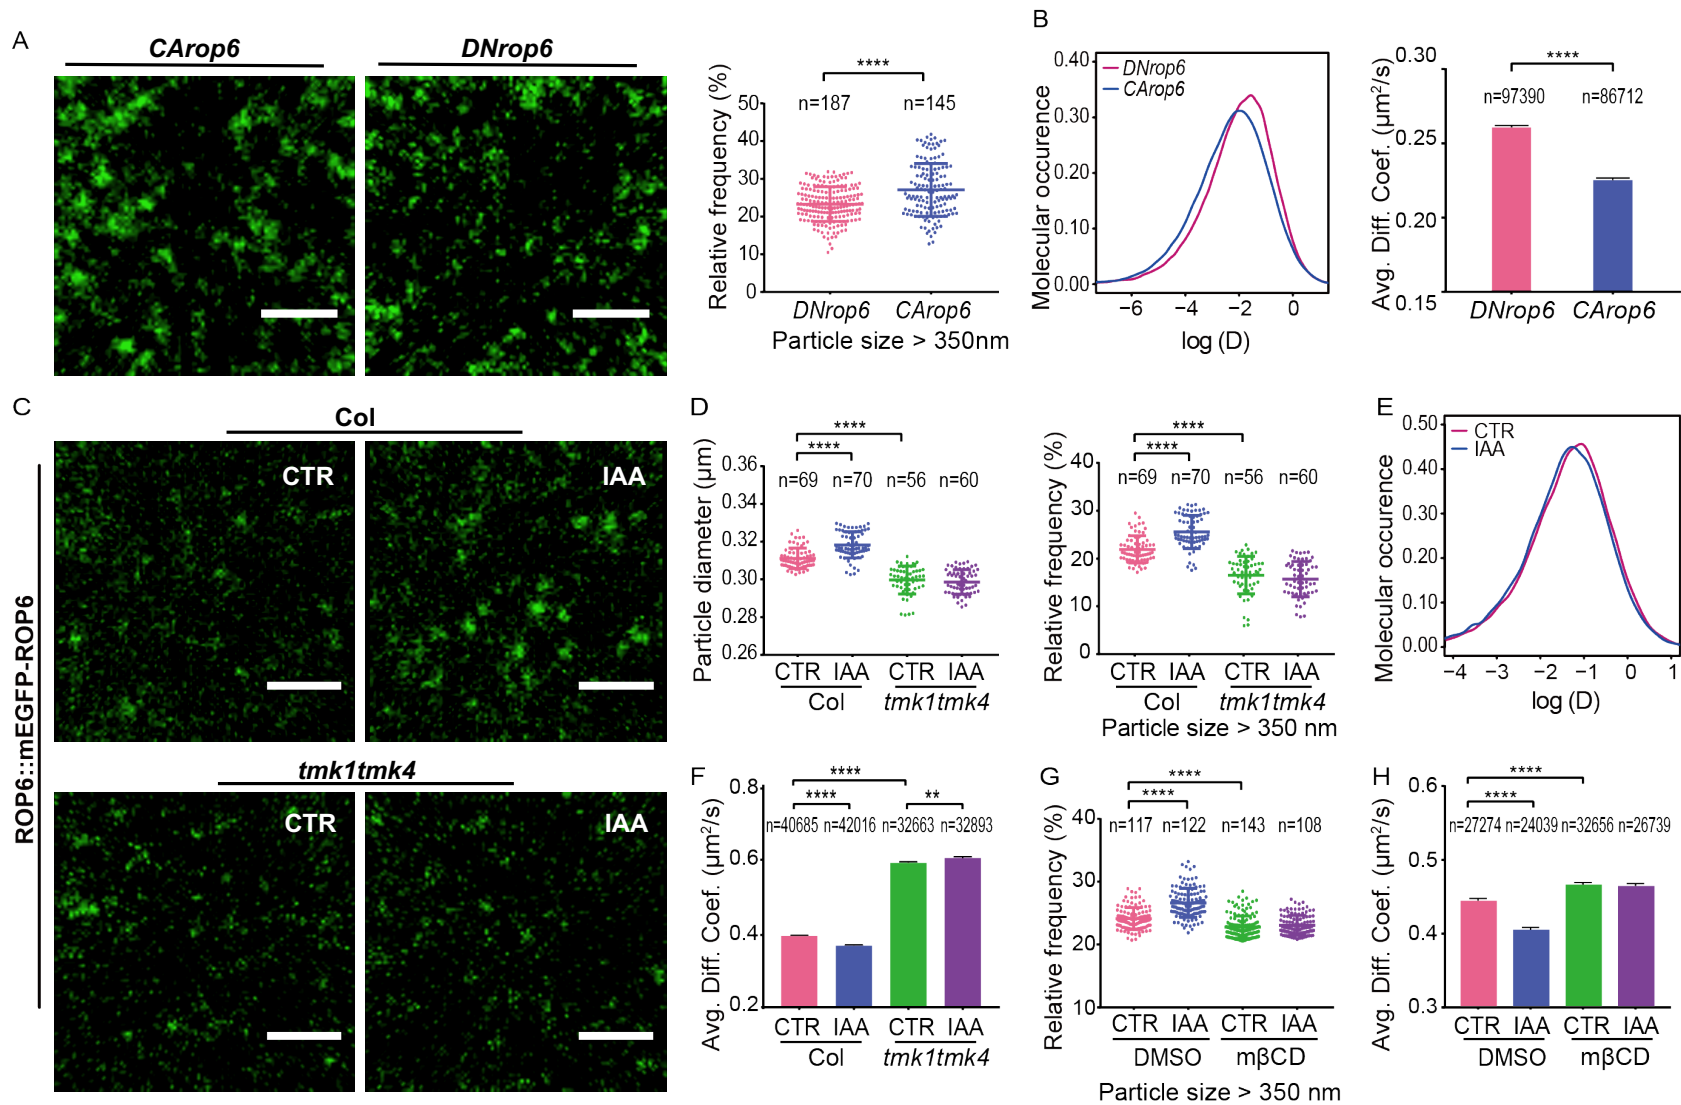 A
CArop6
DNrop6
Relative frequency (%)
50
40
30
20
10
0
****
n=187
n=145
DNrop6
CArop6
Particle size > 350nm
B
Molecular occurence
0.40
0.30
0.20
0.10
0.00
DNrop6
CArop6
−6
−4
−2
0
log (D)
Avg. Diff. Coef. (μm²/s)
0.30
0.25
0.20
0.15
****
n=97390
n=86712
DNrop6
CArop6
C
ROP6::mEGFP-ROP6
Col
CTR
IAA
tmk1tmk4
CTR
IAA
D
Particle diameter (μm)
0.36
0.34
0.32
0.30
0.28
0.26
****
****
n=69
n=70
n=56
n=60
CTR
IAA
CTR
IAA
Col
tmk1tmk4
Relative frequency (%)
40
30
20
10
0
****
****
n=69
n=70
n=56
n=60
CTR
IAA
CTR
IAA
Col
tmk1tmk4
Particle size > 350 nm
E
Molecular occurence
0.50
0.40
0.30
0.20
0.10
0.00
CTR
IAA
−4
−3
−2
−1
0
1
log (D)
F
Avg. Diff. Coef. (μm²/s)
0.8
0.6
0.4
0.2
****
****
**
n=40685
n=42016
n=32663
n=32893
CTR
IAA
CTR
IAA
Col
tmk1tmk4
G
Relative frequency (%)
40
30
20
10
****
****
n=117
n=122
n=143
n=108
CTR
IAA
CTR
IAA
DMSO
mβCD
Particle size > 350 nm
H
Avg. Diff. Coef. (μm²/s)
0.6
0.5
0.4
0.3
****
****
n=27274
n=24039
n=32656
n=26739
CTR
IAA
CTR
IAA
DMSO
mβCD